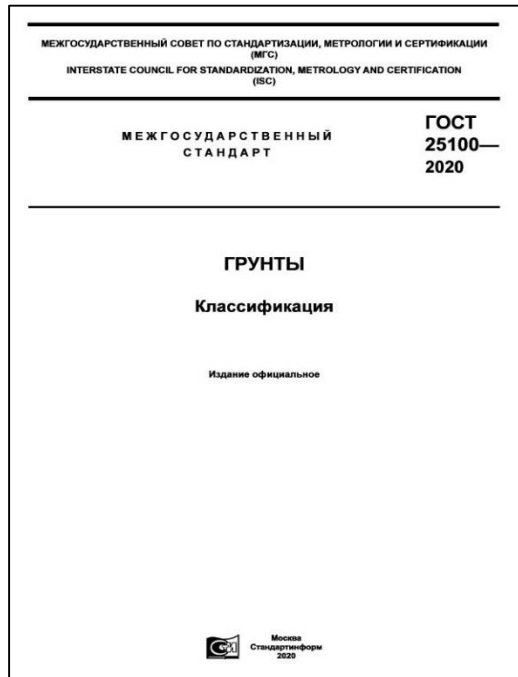 МЕЖГОСУДАРСТВЕННЫЙ СОВЕТ ПО СТАНДАРТИЗАЦИИ, МЕТРОЛОГИИ И СЕРТИФИКАЦИИ
(МГС)
INTERSTATE COUNCIL FOR STANDARDIZATION, METROLOGY AND CERTIFICATION
(ISC)
МЕЖГОСУДАРСТВЕННЫЙ
СТАНДАРТ
ГОСТ
25100—
2020
ГРУНТЫ
Классификация
Издание официальное
Москва
Стандартинформ
2020